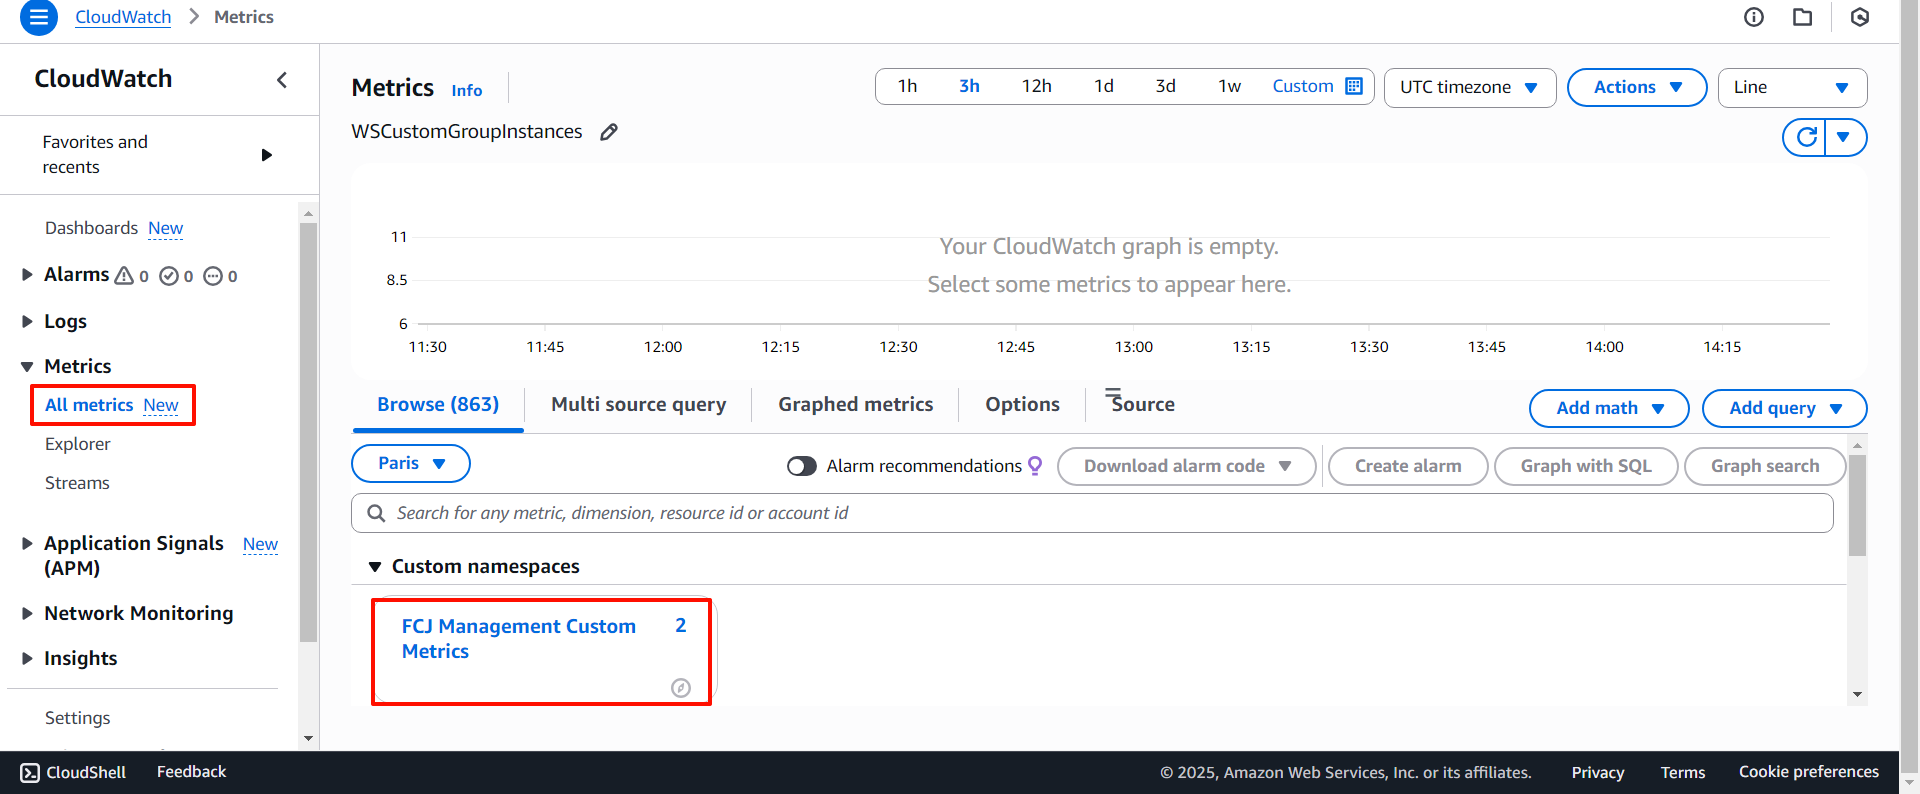 CloudWatch > Metrics
CloudWatch
Favorites and
recents
Dashboards New
Alarms 0 0 0
Logs
Metrics
All metrics New
Explorer
Streams
Application Signals New
(APM)
Network Monitoring
Insights
Settings
Metrics Info
1h 3h 12h 1d 3d 1w Custom
UTC timezone
Actions
Line
WSCustomGroupInstances
Your CloudWatch graph is empty.
Select some metrics to appear here.
11
8.5
6
11:30 11:45 12:00 12:15 12:30 12:45 13:00 13:15 13:30 13:45 14:00 14:15
Browse (863) Multi source query Graphed metrics Options Source
Add math Add query
Paris
Alarm recommendations
Download alarm code
Create alarm
Graph with SQL
Graph search
Search for any metric, dimension, resource id or account id
Custom namespaces
FCJ Management Custom 2
Metrics
CloudShell Feedback © 2025, Amazon Web Services, Inc. or its affiliates. Privacy Terms Cookie preferences